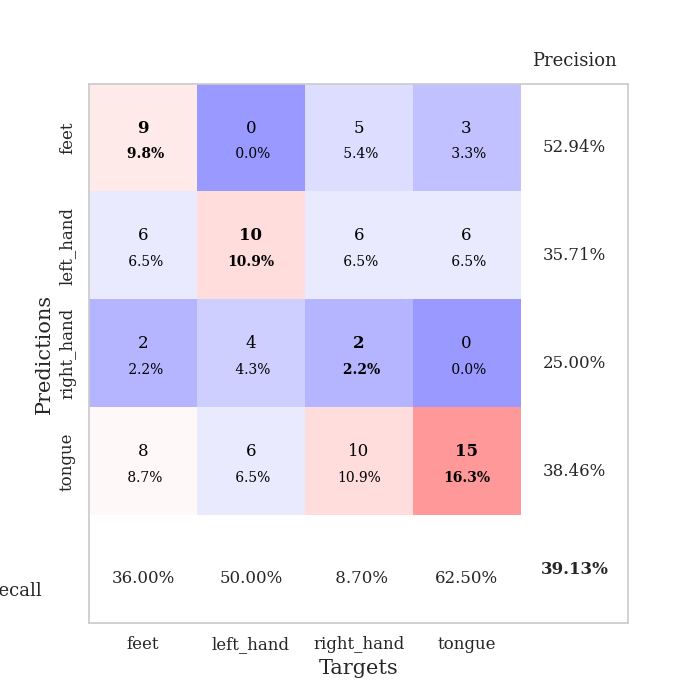 Precision
feet
9 0 5 3
9.8% 0.0% 5.4% 3.3%
52.94%
left_hand
6 10 6 6
6.5% 10.9% 6.5% 6.5%
35.71%
Predictions
right_hand
2 4 2 0
2.2% 4.3% 2.2% 0.0%
25.00%
tongue
8 6 10 15
8.7% 6.5% 10.9% 16.3%
38.46%
ecall
36.00% 50.00% 8.70% 62.50%
39.13%
feet left_hand right_hand tongue
Targets